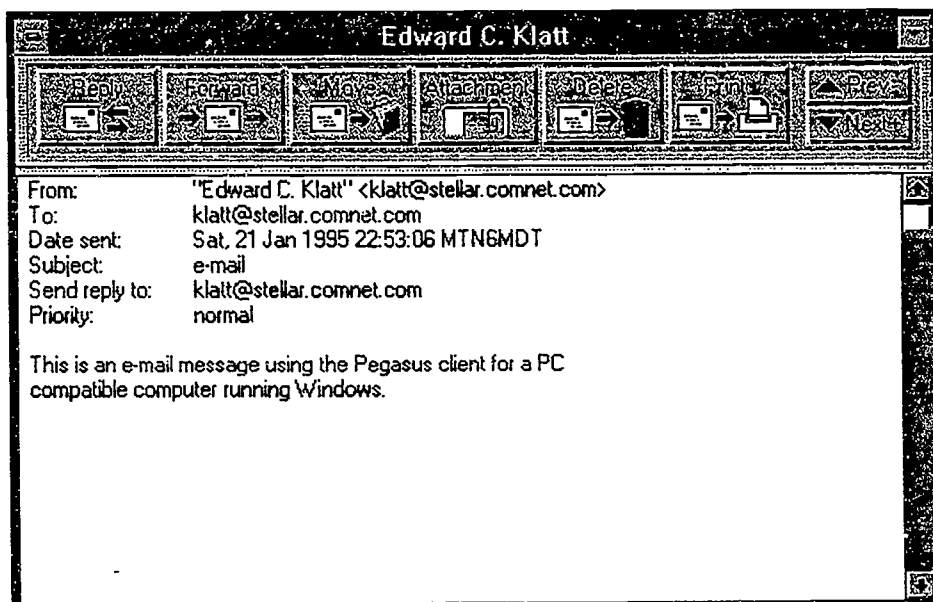 Edward C. Klatt
Reply Forward Move Attachment Delete Print Prev
Next
From: "Edward C. Klatt" <klatt@stellar.comnet.com>
To: klatt@stellar.comnet.com
Date sent: Sat, 21 Jan 1995 22:53:06 MTN6MDT
Subject: e-mail
Send reply to: klatt@stellar.comnet.com
Priority: normal
This is an e-mail message using the Pegasus client for a PC
compatible computer running Windows.